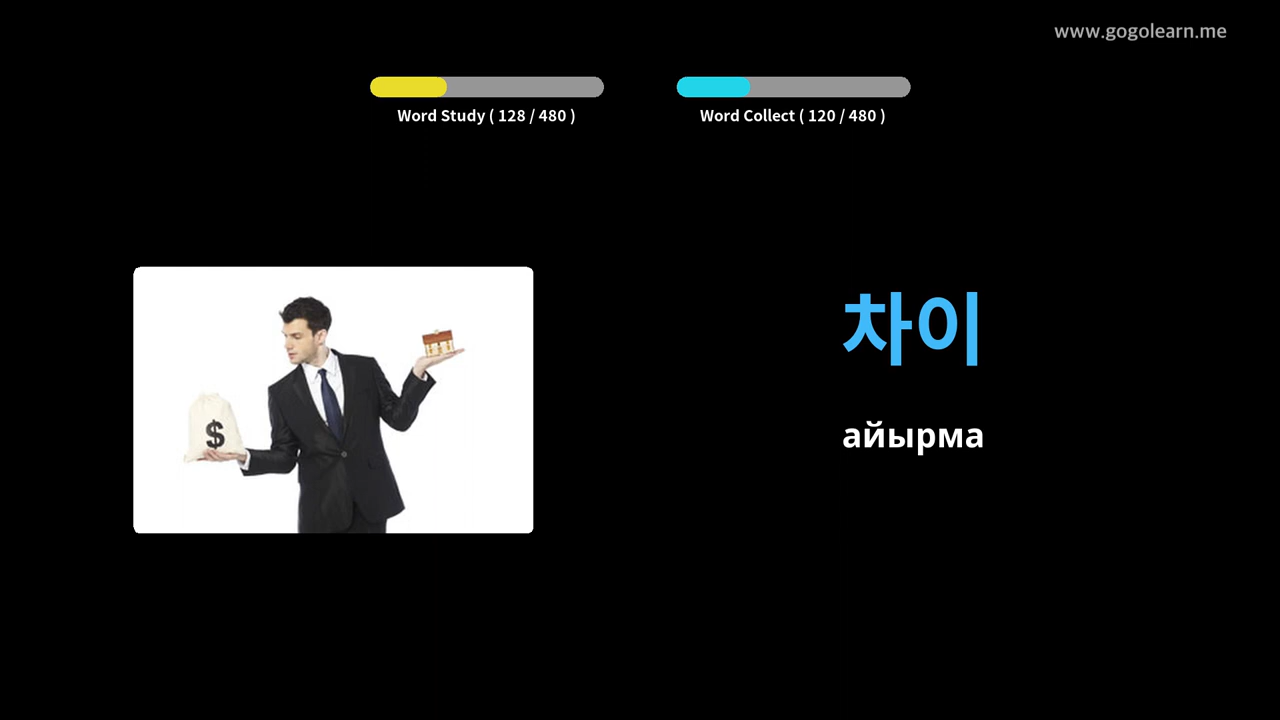 www.gogolearn.me
Word Study ( 128 / 480 )
Word Collect ( 120 / 480 )
$
차이
айырма